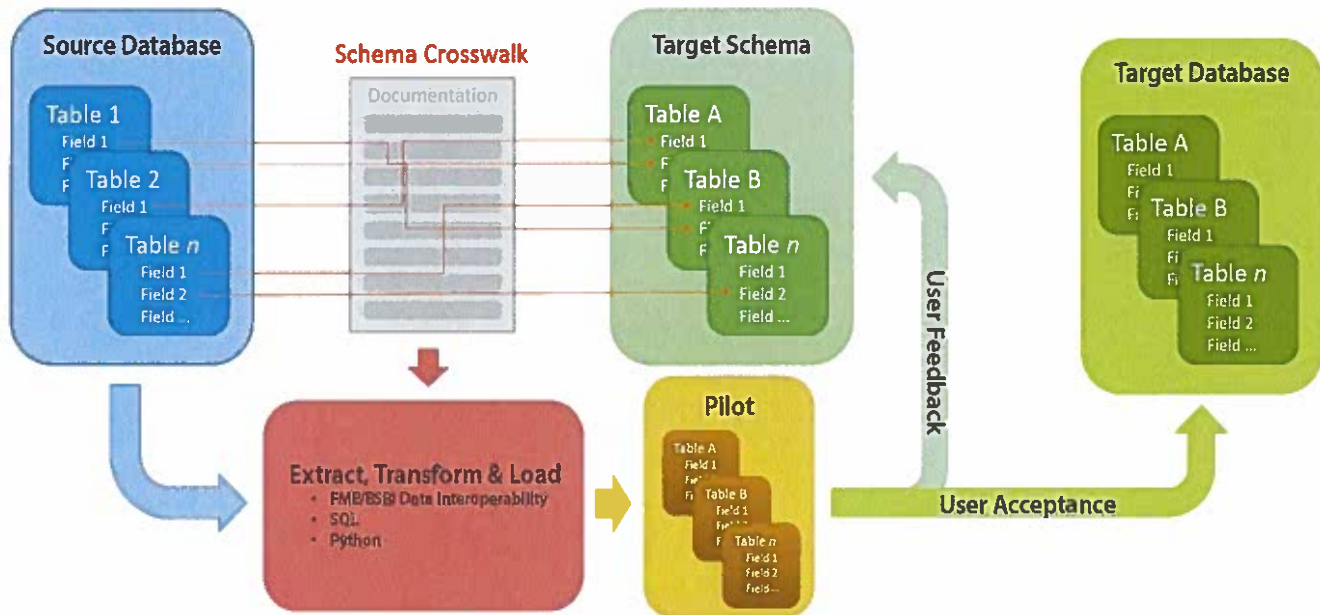 Source Database
Table 1
Field 1
Table 2
Field 1
Table n
Field 1
Field 2
Field ...
Schema Crosswalk
Documentation
Target Schema
Table A
Field 1
Table B
Field 1
Table n
Field 1
Field 2
Field ...
Target Database
Table A
Field 1
Table B
Field 1
Table n
Field 1
Field 2
Field ...
User Feedback
Extract, Transform & Load
• FME/ESRI Data Interoperability
• SQL
• Python
Pilot
Table A
Field 1
Table B
Field 1
Table n
Field 1
Field 2
Field ...
User Acceptance